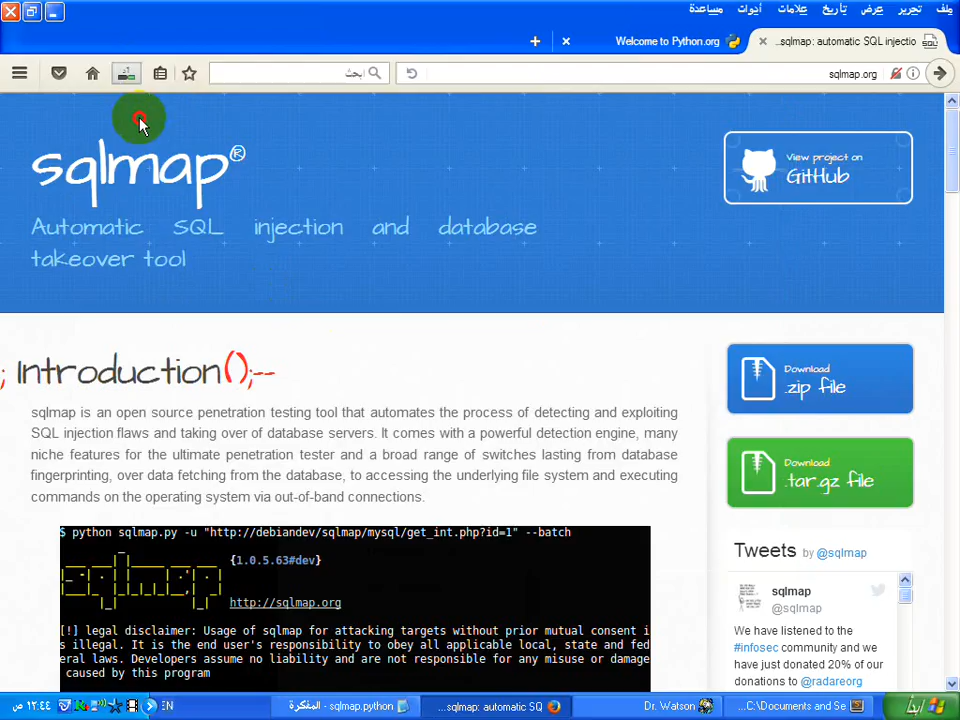 ملف تحرير عرض تاريخ علامات أدوات مساعدة
sqlmap: automatic SQL injectio...
Welcome to Python.org
sqlmap.org
ابحث
sqlmap®
Automatic SQL injection and database
takeover tool
View project on
GitHub
; Introduction();--
sqlmap is an open source penetration testing tool that automates the process of detecting and exploiting
SQL injection flaws and taking over of database servers. It comes with a powerful detection engine, many
niche features for the ultimate penetration tester and a broad range of switches lasting from database
fingerprinting, over data fetching from the database, to accessing the underlying file system and executing
commands on the operating system via out-of-band connections.
Download
.zip file
Download
.tar.gz file
$ python sqlmap.py -u "http://debiandev/sqlmap/mysql/get_int.php?id=1" --batch
{1.0.5.63#dev}
http://sqlmap.org
[!] legal disclaimer: Usage of sqlmap for attacking targets without prior mutual consent i
s illegal. It is the end user's responsibility to obey all applicable local, state and fed
eral laws. Developers assume no liability and are not responsible for any misuse or damage
caused by this program
Tweets by @sqlmap
sqlmap
@sqlmap
We have listened to the
#infosec community and we
have just donated 20% of our
donations to @radareorg
ابدأ
C:\Documents and Se...
Dr. Watson
sqlmap: automatic SQ...
sqlmap.python - المفكرة
EN
١٢:٤٤ ص